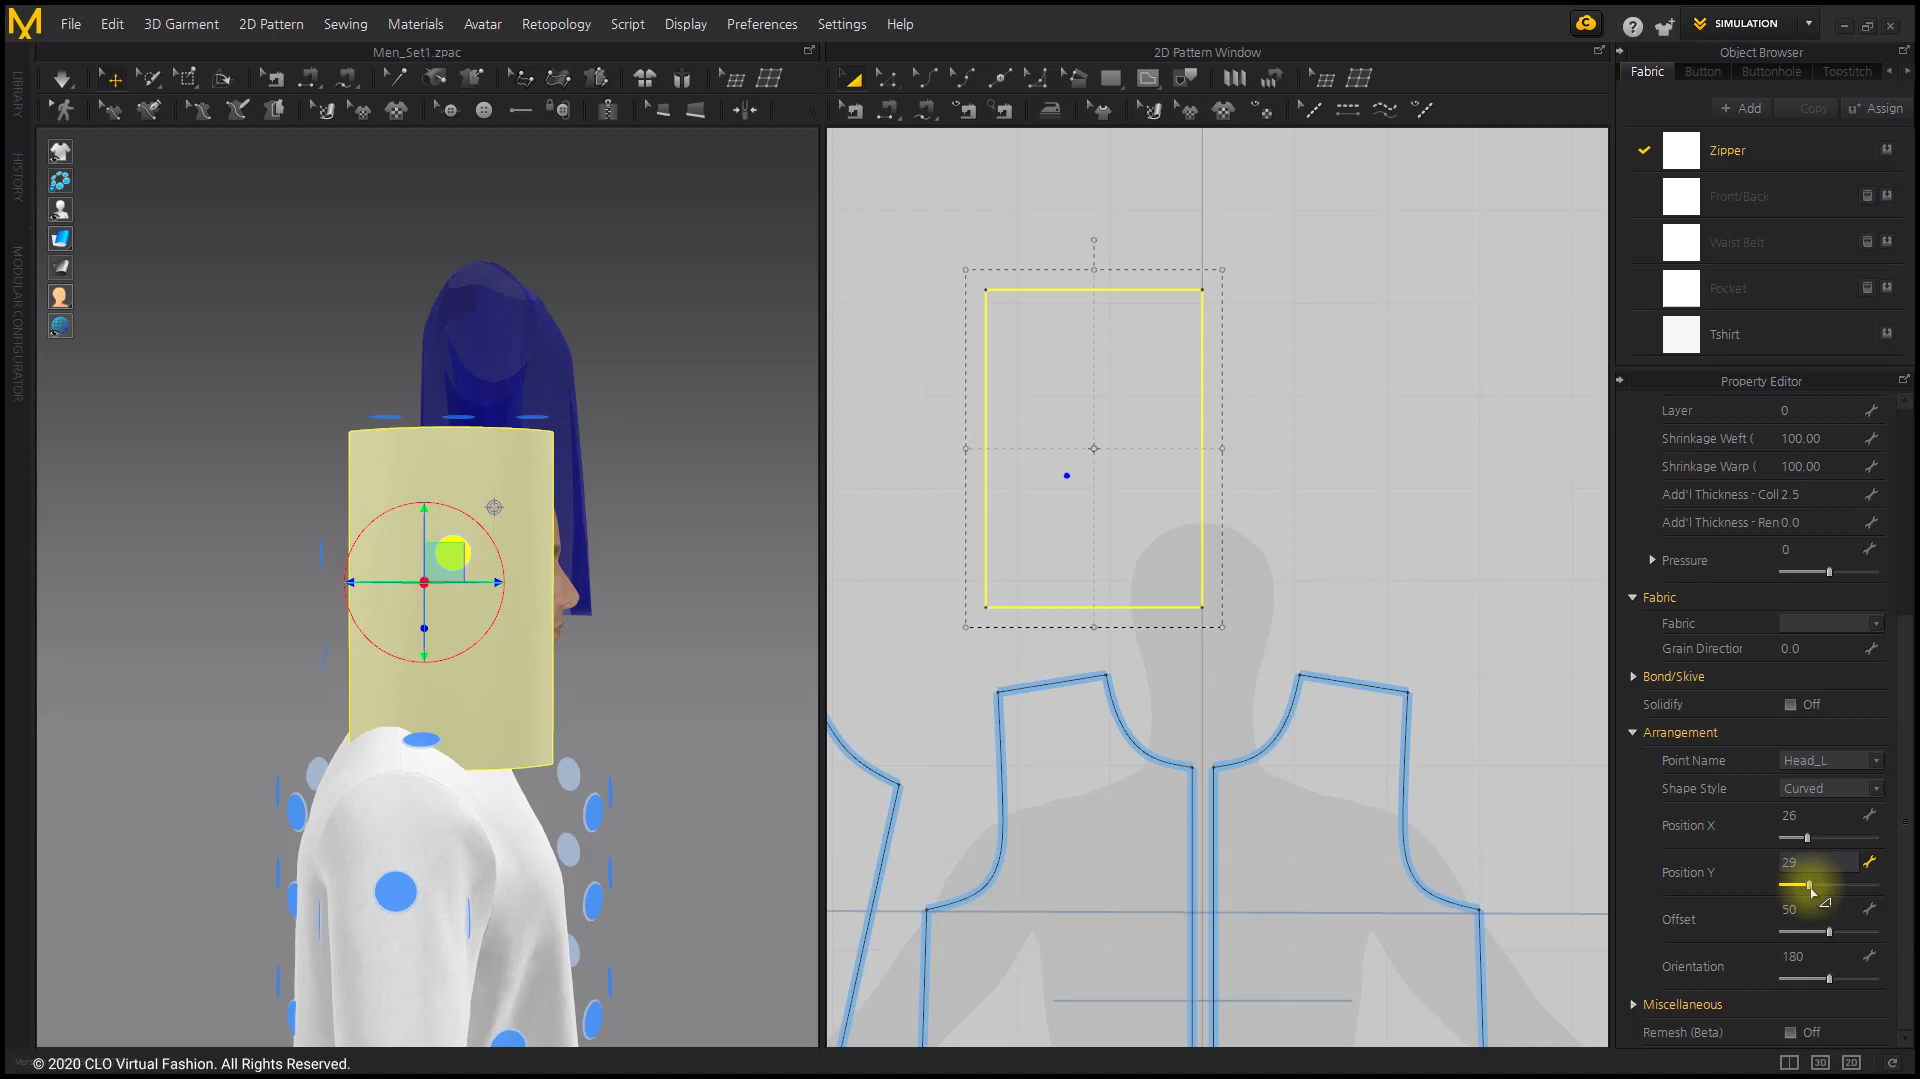 File Edit 3D Garment 2D Pattern Sewing Materials Avatar Retopology Script Display Preferences Settings Help
SIMULATION
Men_Set1.zpac
2D Pattern Window
Object Browser
Fabric Button Buttonhole Topstitch
+ Add Copy Assign
LIBRARY
HISTORY
MODULAR CONFIGURATOR
Zipper
Front/Back
Waist Belt
Pocket
Tshirt
Property Editor
Layer 0
Shrinkage Weft ( 100.00
Shrinkage Warp ( 100.00
Add'l Thickness - Coll 2.5
Add'l Thickness - Ren 0.0
Pressure 0
Fabric
Fabric
Grain Direction 0.0
Bond/Skive
Solidify Off
Arrangement
Point Name Head_L
Shape Style Curved
Position X 26
Position Y 29
Offset 50
Orientation 180
Miscellaneous
Remesh (Beta) Off
© 2020 CLO Virtual Fashion. All Rights Reserved.
3D 2D